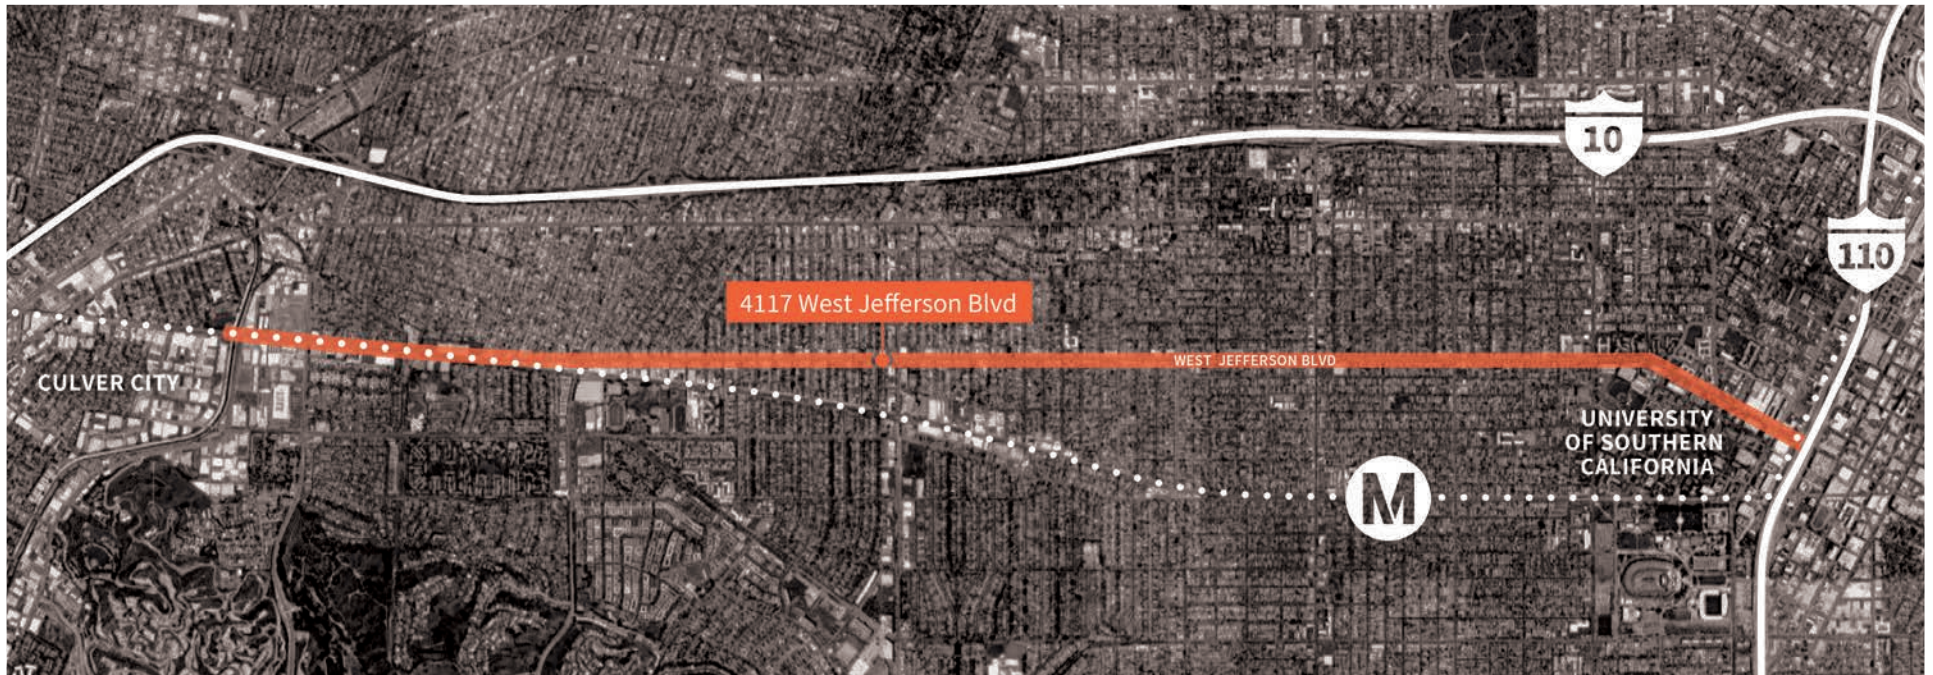 10
110
4117 West Jefferson Blvd
WEST JEFFERSON BLVD
CULVER CITY
UNIVERSITY
OF SOUTHERN
CALIFORNIA
M